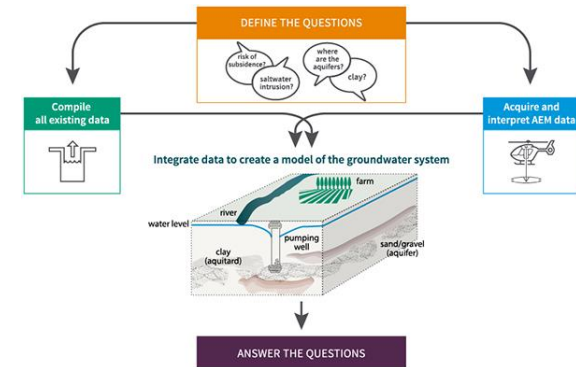 DEFINE THE QUESTIONS
risk of
subsidence?
saltwater
intrusion?
where
are the
aquifers?
clay?
Compile
all existing data
Acquire and
interpret AEM data
Integrate data to create a model of the groundwater system
farm
river
water level
pumping
well
clay
(aquitard)
sand/gravel
(aquifer)
ANSWER THE QUESTIONS